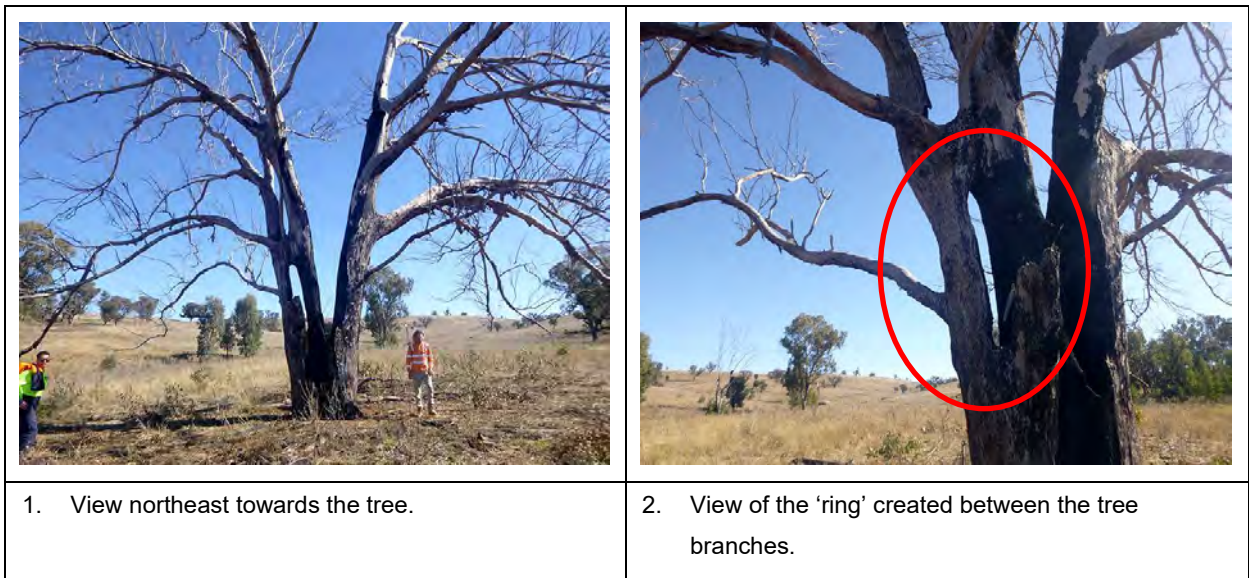 1. View northeast towards the tree.
2. View of the ‘ring’ created between the tree
branches.